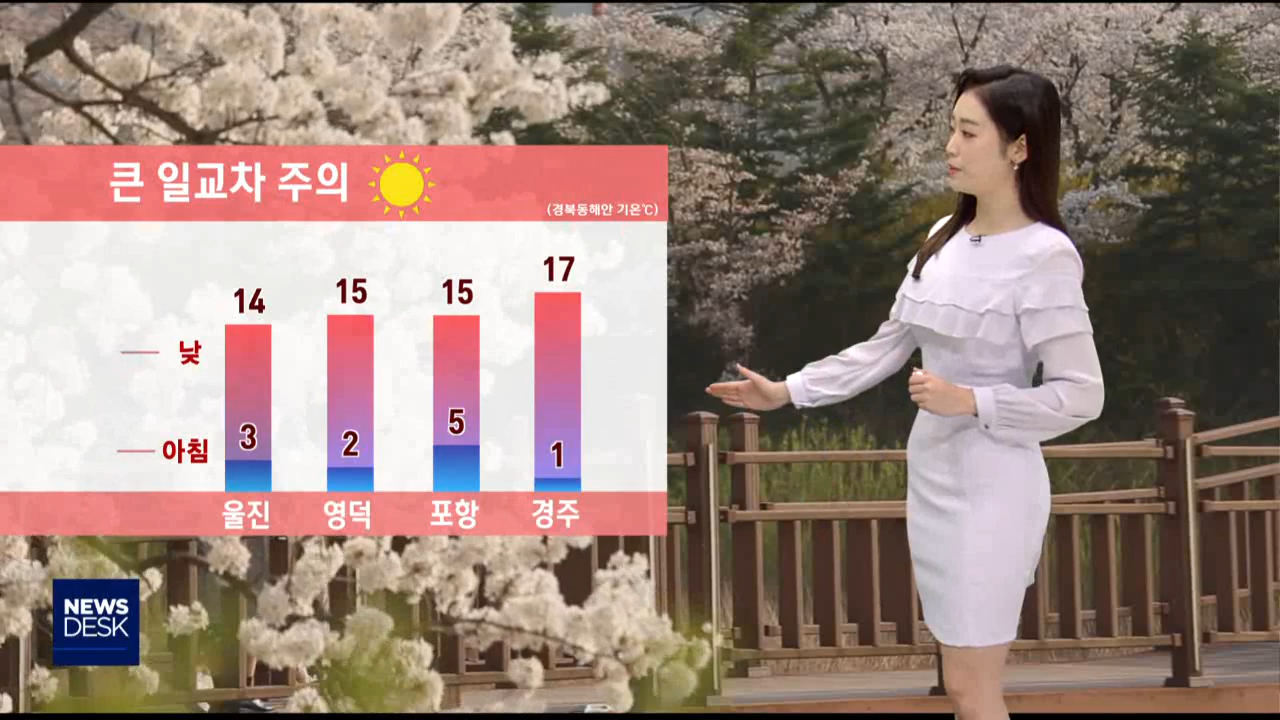 큰 일교차 주의
(경북동해안 기온℃)
14 15 15 17
낮
3 2 5 1
아침
울진 영덕 포항 경주
NEWS
DESK